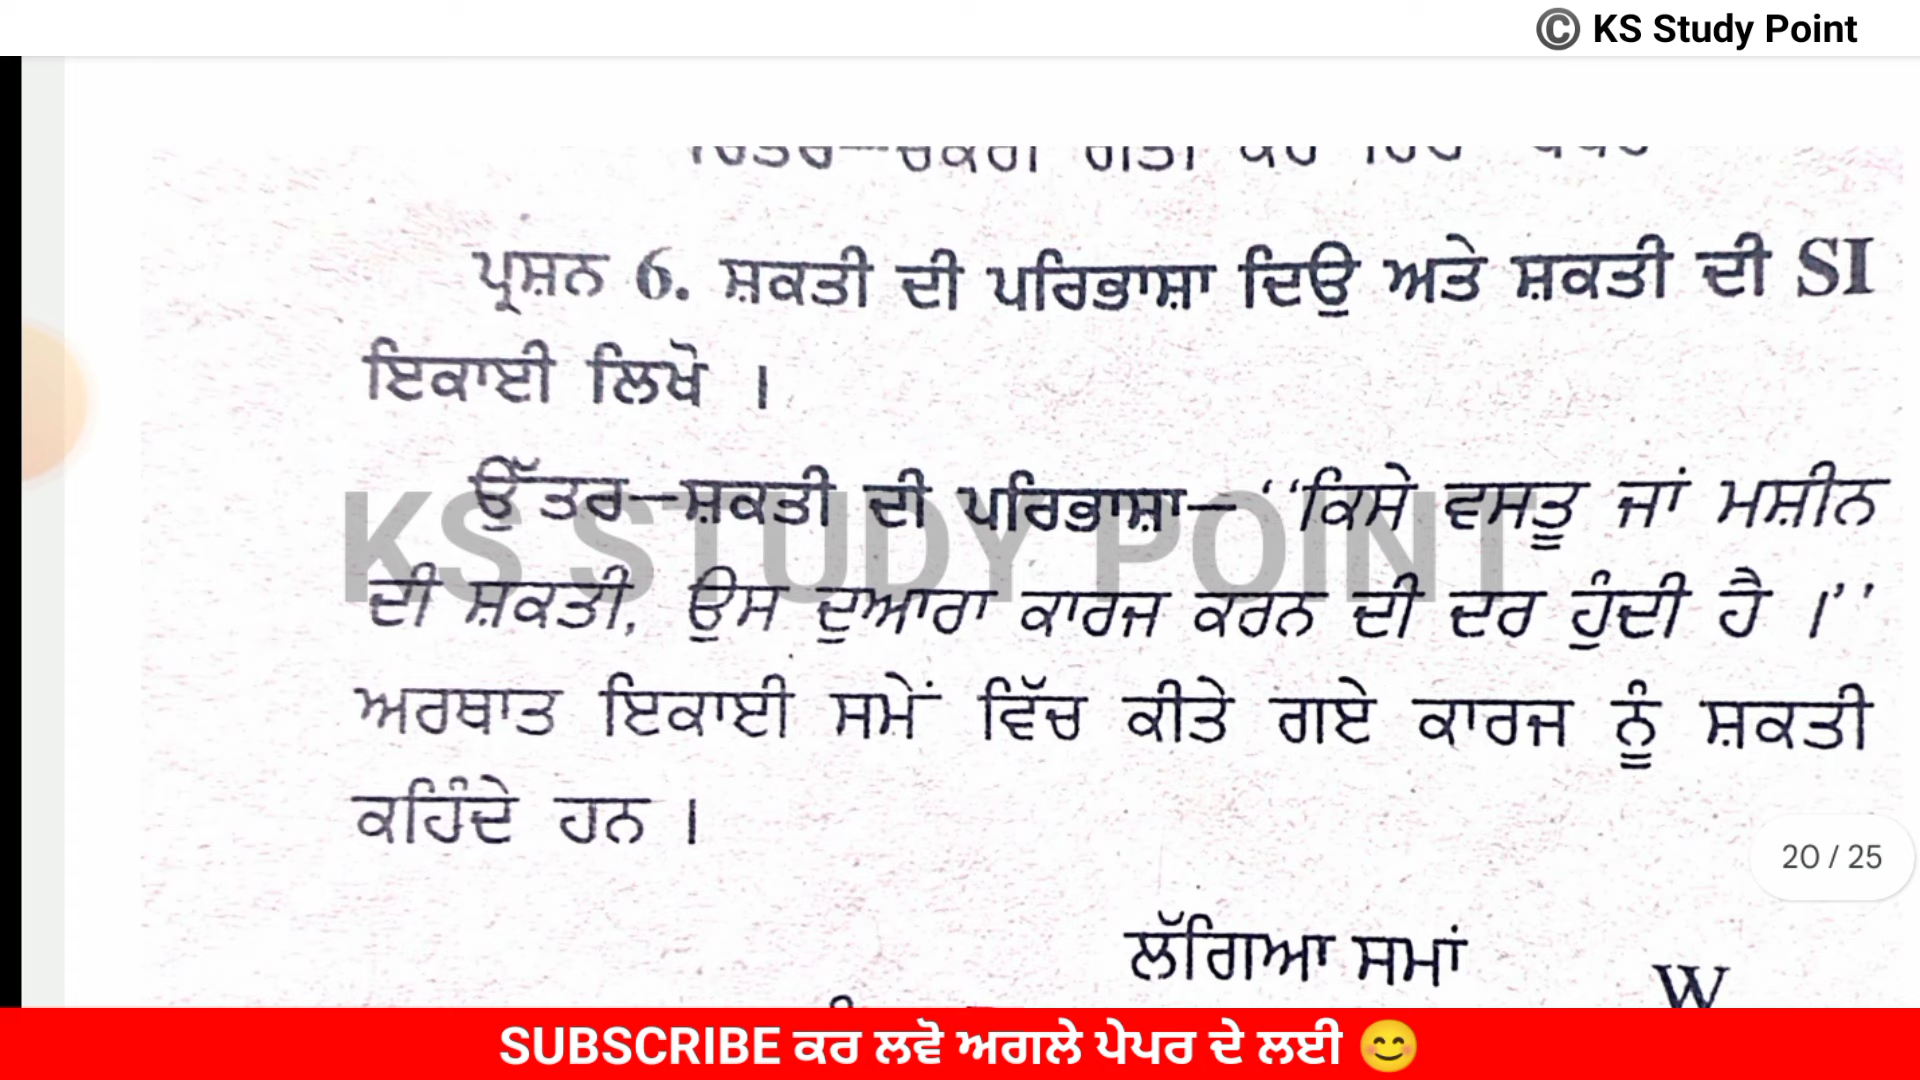 © KS Study Point
ਪ੍ਰਸ਼ਨ 6. ਸ਼ਕਤੀ ਦੀ ਪਰਿਭਾਸ਼ਾ ਦਿਉ ਅਤੇ ਸ਼ਕਤੀ ਦੀ SI
ਇਕਾਈ ਲਿਖੋ ।
ਉੱਤਰ—ਸ਼ਕਤੀ ਦੀ ਪਰਿਭਾਸ਼ਾ—‘‘ਕਿਸੇ ਵਸਤੂ ਜਾਂ ਮਸ਼ੀਨ
KS STUDY POINT
ਦੀ ਸ਼ਕਤੀ, ਉਸ ਦੁਆਰਾ ਕਾਰਜ ਕਰਨ ਦੀ ਦਰ ਹੁੰਦੀ ਹੈ ।’’
ਅਰਥਾਤ ਇਕਾਈ ਸਮੇਂ ਵਿੱਚ ਕੀਤੇ ਗਏ ਕਾਰਜ ਨੂੰ ਸ਼ਕਤੀ
ਕਹਿੰਦੇ ਹਨ ।
20 / 25
ਲੱਗਿਆ ਸਮਾਂ W
SUBSCRIBE ਕਰ ਲਵੋ ਅਗਲੇ ਪੇਪਰ ਦੇ ਲਈ 😊